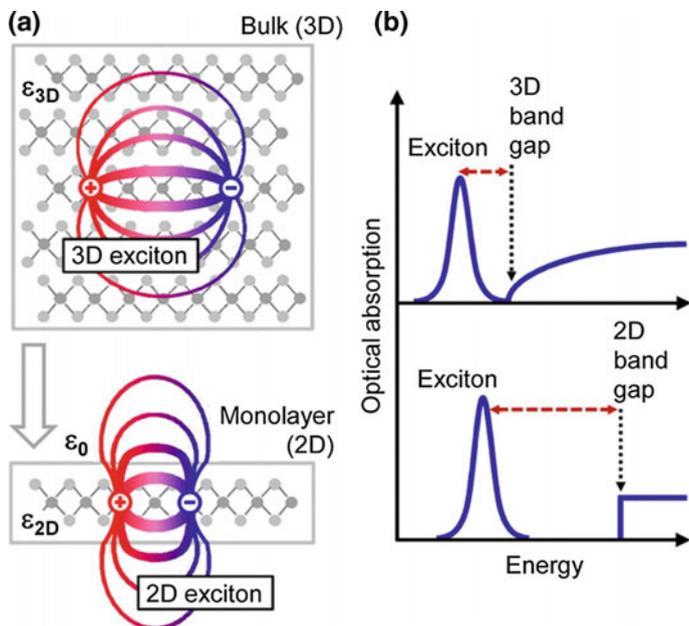 (a)
Bulk (3D)
ε3D
+
−
3D exciton
Monolayer
(2D)
ε0
ε2D
+
−
2D exciton
(b)
Optical absorption
Exciton
3D
band
gap
Exciton
2D
band
gap
Energy